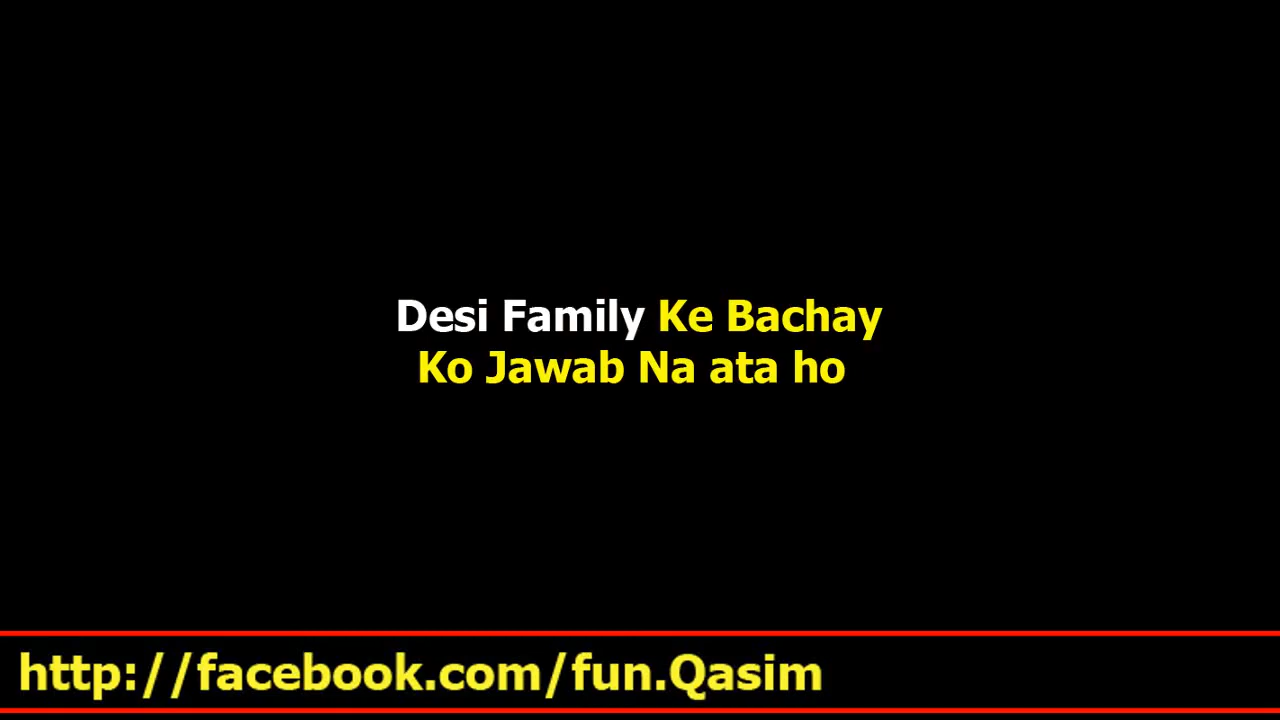 Desi Family Ke Bachay
Ko Jawab Na ata ho
http://facebook.com/fun.Qasim